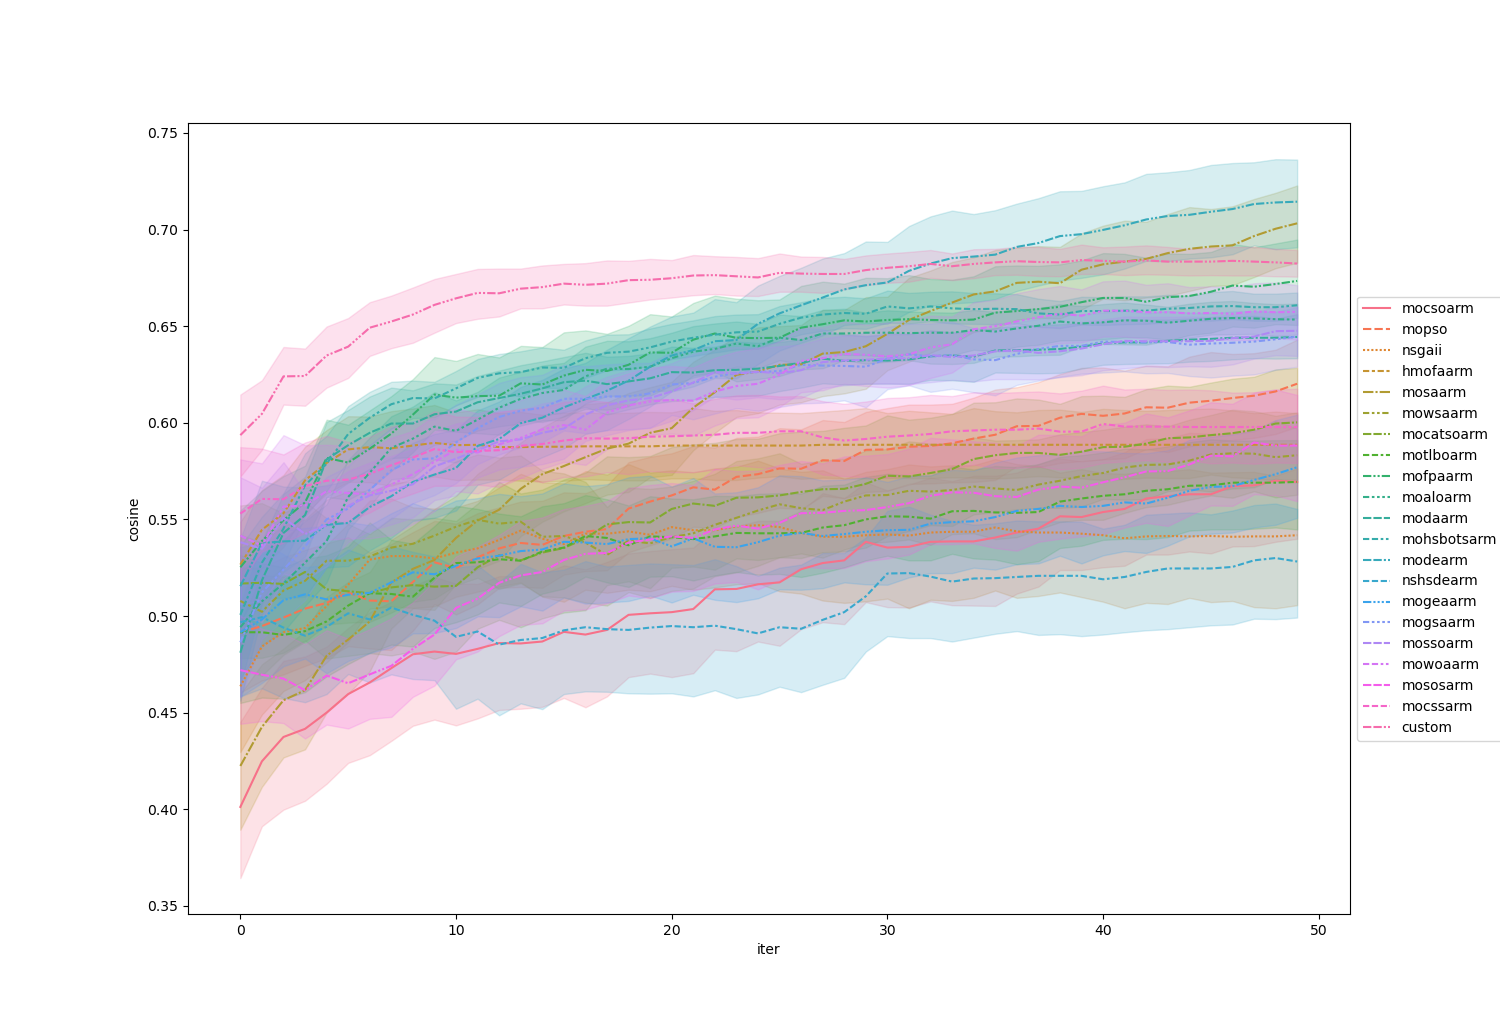 0.75
0.70
0.65
0.60
0.55
0.50
0.45
0.40
0.35
cosine
0
10
20
30
40
50
iter
mocsoarm
mopso
nsgaii
hmofaarm
mosaarm
mowsaarm
mocatsoarm
motlboarm
mofpaarm
moaloarm
modaarm
mohsbotsarm
modearm
nshsdearm
mogeaarm
mogsaarm
mossoarm
mowoaarm
mososarm
mocssarm
custom